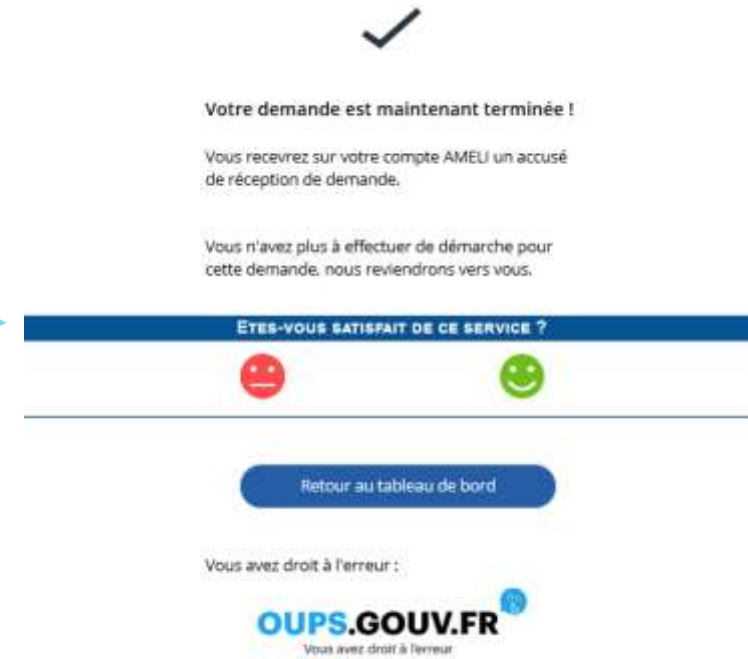 Votre demande est maintenant terminée !
Vous recevrez sur votre compte AMELI un accusé
de réception de demande.
Vous n'avez plus à effectuer de démarche pour
cette demande, nous reviendrons vers vous.
ETES-VOUS SATISFAIT DE CE SERVICE ?
Retour au tableau de bord
Vous avez droit à l'erreur :
OUPS.GOUV.FR
Vous avez droit à l'erreur